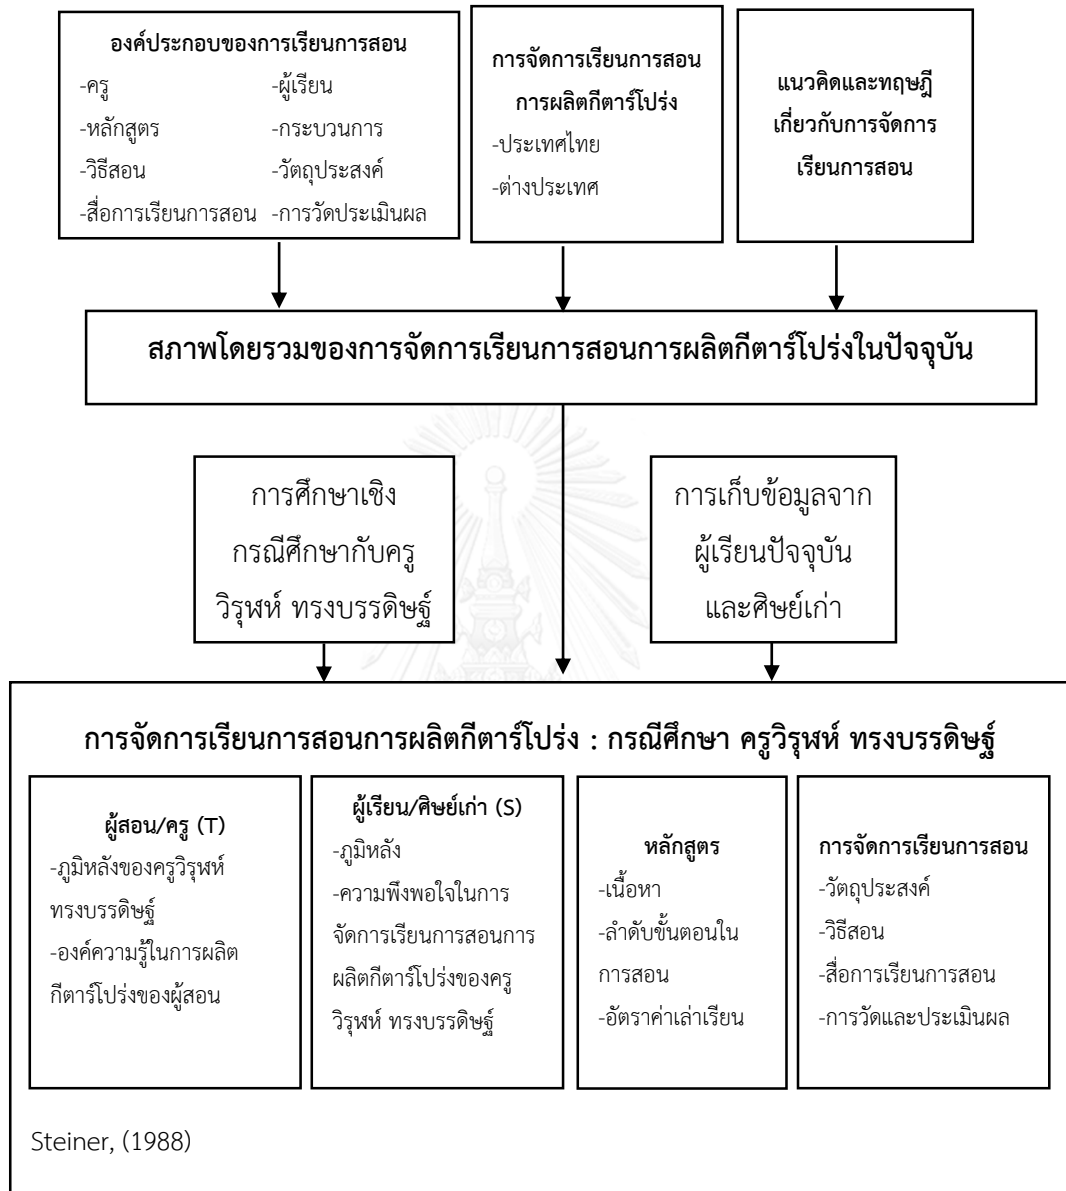 องค์ประกอบของการเรียนการสอน
-ครู -ผู้เรียน
-หลักสูตร -กระบวนการ
-วิธีสอน -วัตถุประสงค์
-สื่อการเรียนการสอน -การวัดประเมินผล
การจัดการเรียนการสอน
การผลิตกีตาร์โปร่ง
-ประเทศไทย
-ต่างประเทศ
แนวคิดและทฤษฎี
เกี่ยวกับการจัดการ
เรียนการสอน
สภาพโดยรวมของการจัดการเรียนการสอนการผลิตกีตาร์โปร่งในปัจจุบัน
การศึกษาเชิง
กรณีศึกษากับครู
วิรุฬห์ ทรงบรรดิษฐ์
การเก็บข้อมูลจาก
ผู้เรียนปัจจุบัน
และศิษย์เก่า
การจัดการเรียนการสอนการผลิตกีตาร์โปร่ง : กรณีศึกษา ครูวิรุฬห์ ทรงบรรดิษฐ์
ผู้สอน/ครู (T)
-ภูมิหลังของครูวิรุฬห์
ทรงบรรดิษฐ์
-องค์ความรู้ในการผลิต
กีตาร์โปร่งของผู้สอน
ผู้เรียน/ศิษย์เก่า (S)
-ภูมิหลัง
-ความพึงพอใจในการ
จัดการเรียนการสอนการ
ผลิตกีตาร์โปร่งของครู
วิรุฬห์ ทรงบรรดิษฐ์
หลักสูตร
-เนื้อหา
-ลำดับขั้นตอนใน
การสอน
-อัตราค่าเล่าเรียน
การจัดการเรียนการสอน
-วัตถุประสงค์
-วิธีสอน
-สื่อการเรียนการสอน
-การวัดและประเมินผล
Steiner, (1988)